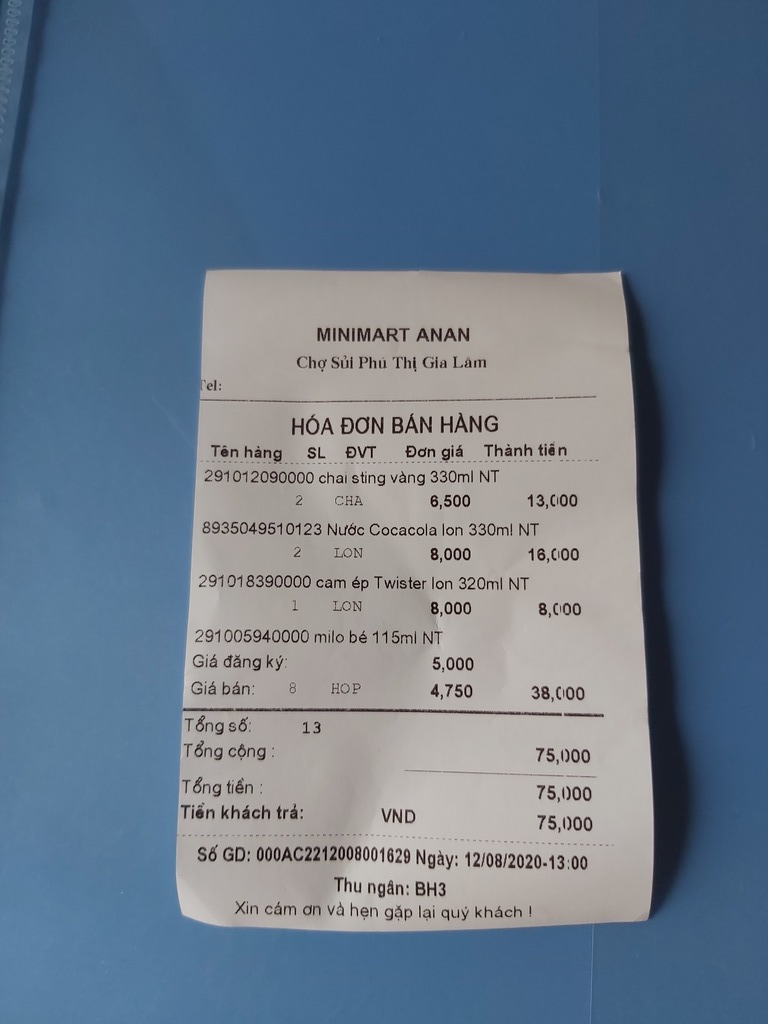 MINIMART ANAN
Chợ Sủi Phú Thị Gia Lâm
Tel:
HÓA ĐƠN BÁN HÀNG
Tên hàng SL ĐVT Đơn giá Thành tiền
291012090000 chai sting vàng 330ml NT
2 CHA 6,500 13,000
8935049510123 Nước Cocacola lon 330ml NT
2 LON 8,000 16,000
291018390000 cam ép Twister lon 320ml NT
1 LON 8,000 8,000
291005940000 milo bé 115ml NT
Giá đăng ký: 5,000
Giá bán: 8 HOP 4,750 38,000
Tổng số: 13
Tổng cộng : 75,000
Tổng tiền : 75,000
Tiền khách trả: VND 75,000
Số GD: 000AC2212008001629 Ngày: 12/08/2020-13:00
Thu ngân: BH3
Xin cám ơn và hẹn gặp lại quý khách !